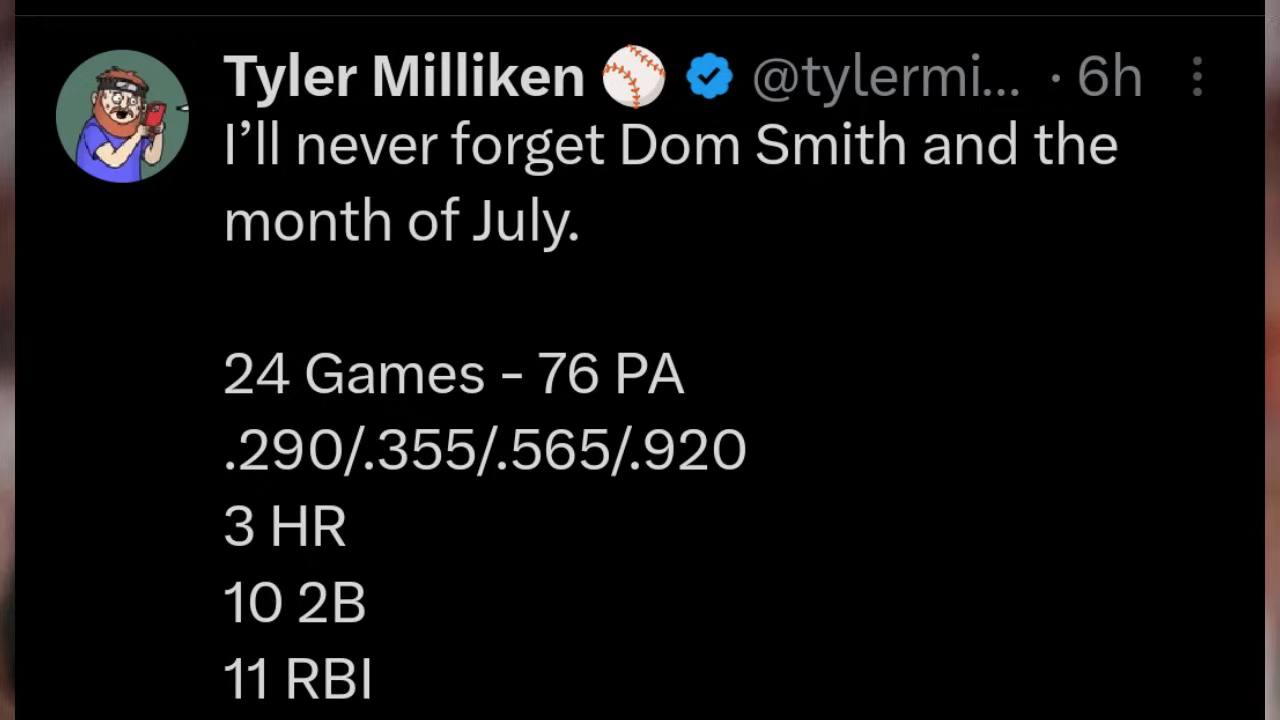 Tyler Milliken ⚾ @tylermi... · 6h
I’ll never forget Dom Smith and the
month of July.
24 Games - 76 PA
.290/.355/.565/.920
3 HR
10 2B
11 RBI